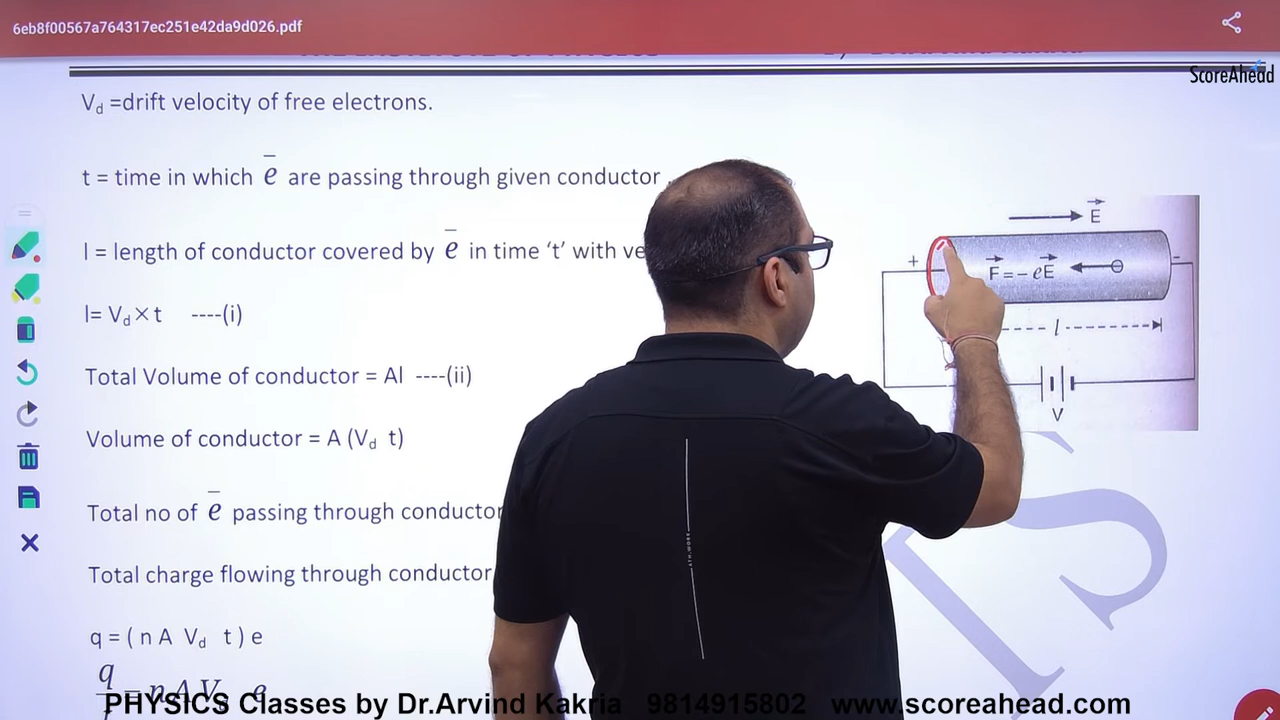 6eb8f00567a764317ec251e42da9d026.pdf
ScoreAhead
Vd =drift velocity of free electrons.
t = time in which e̅ are passing through given conductor
l = length of conductor covered by e̅ in time ‘t’ with ve
l= Vd×t ----(i)
Total Volume of conductor = Al ----(ii)
Volume of conductor = A (Vd t)
Total no of e̅ passing through conductor
Total charge flowing through conductor
q = ( n A Vd t ) e
q = n A V e
E
+ F=-eE -
l
V
PHYSICS Classes by Dr.Arvind Kakria 9814915802 www.scoreahead.com